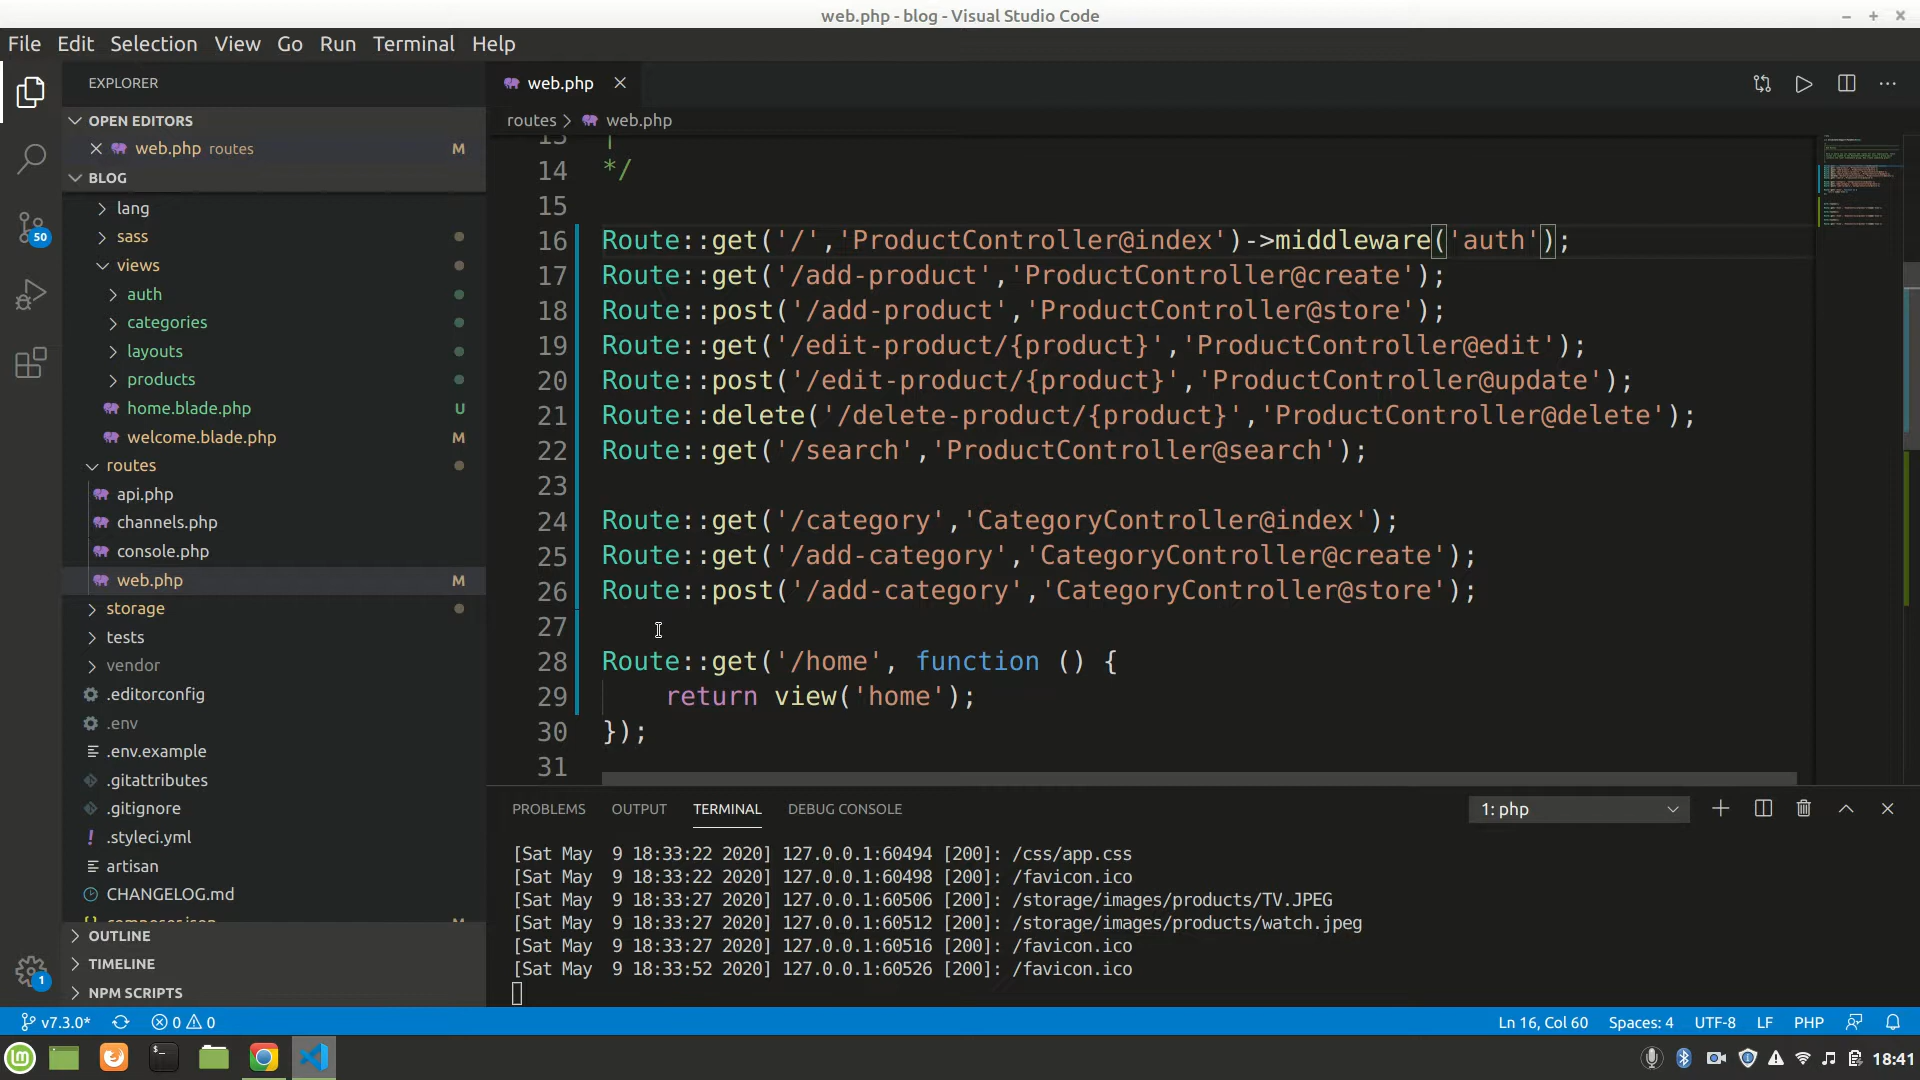 web.php - blog - Visual Studio Code
File Edit Selection View Go Run Terminal Help
EXPLORER
OPEN EDITORS
web.php routes M
BLOG
lang
sass
views
auth
categories
layouts
products
home.blade.php U
welcome.blade.php M
routes
api.php
channels.php
console.php
web.php M
storage
tests
vendor
.editorconfig
.env
.env.example
.gitattributes
.gitignore
.styleci.yml
artisan
CHANGELOG.md
OUTLINE
TIMELINE
NPM SCRIPTS
50
1
web.php
routes > web.php
13 |
14 */
15
16 Route::get('/','ProductController@index')->middleware('auth');
17 Route::get('/add-product','ProductController@create');
18 Route::post('/add-product','ProductController@store');
19 Route::get('/edit-product/{product}','ProductController@edit');
20 Route::post('/edit-product/{product}','ProductController@update');
21 Route::delete('/delete-product/{product}','ProductController@delete');
22 Route::get('/search','ProductController@search');
23
24 Route::get('/category','CategoryController@index');
25 Route::get('/add-category','CategoryController@create');
26 Route::post('/add-category','CategoryController@store');
27
28 Route::get('/home', function () {
29 return view('home');
30 });
31
PROBLEMS OUTPUT TERMINAL DEBUG CONSOLE 1: php
[Sat May  9 18:33:22 2020] 127.0.0.1:60494 [200]: /css/app.css
[Sat May  9 18:33:22 2020] 127.0.0.1:60498 [200]: /favicon.ico
[Sat May  9 18:33:27 2020] 127.0.0.1:60506 [200]: /storage/images/products/TV.JPEG
[Sat May  9 18:33:27 2020] 127.0.0.1:60512 [200]: /storage/images/products/watch.jpeg
[Sat May  9 18:33:27 2020] 127.0.0.1:60516 [200]: /favicon.ico
[Sat May  9 18:33:52 2020] 127.0.0.1:60526 [200]: /favicon.ico
v7.3.0* 0 0 Ln 16, Col 60 Spaces: 4 UTF-8 LF PHP
18:41